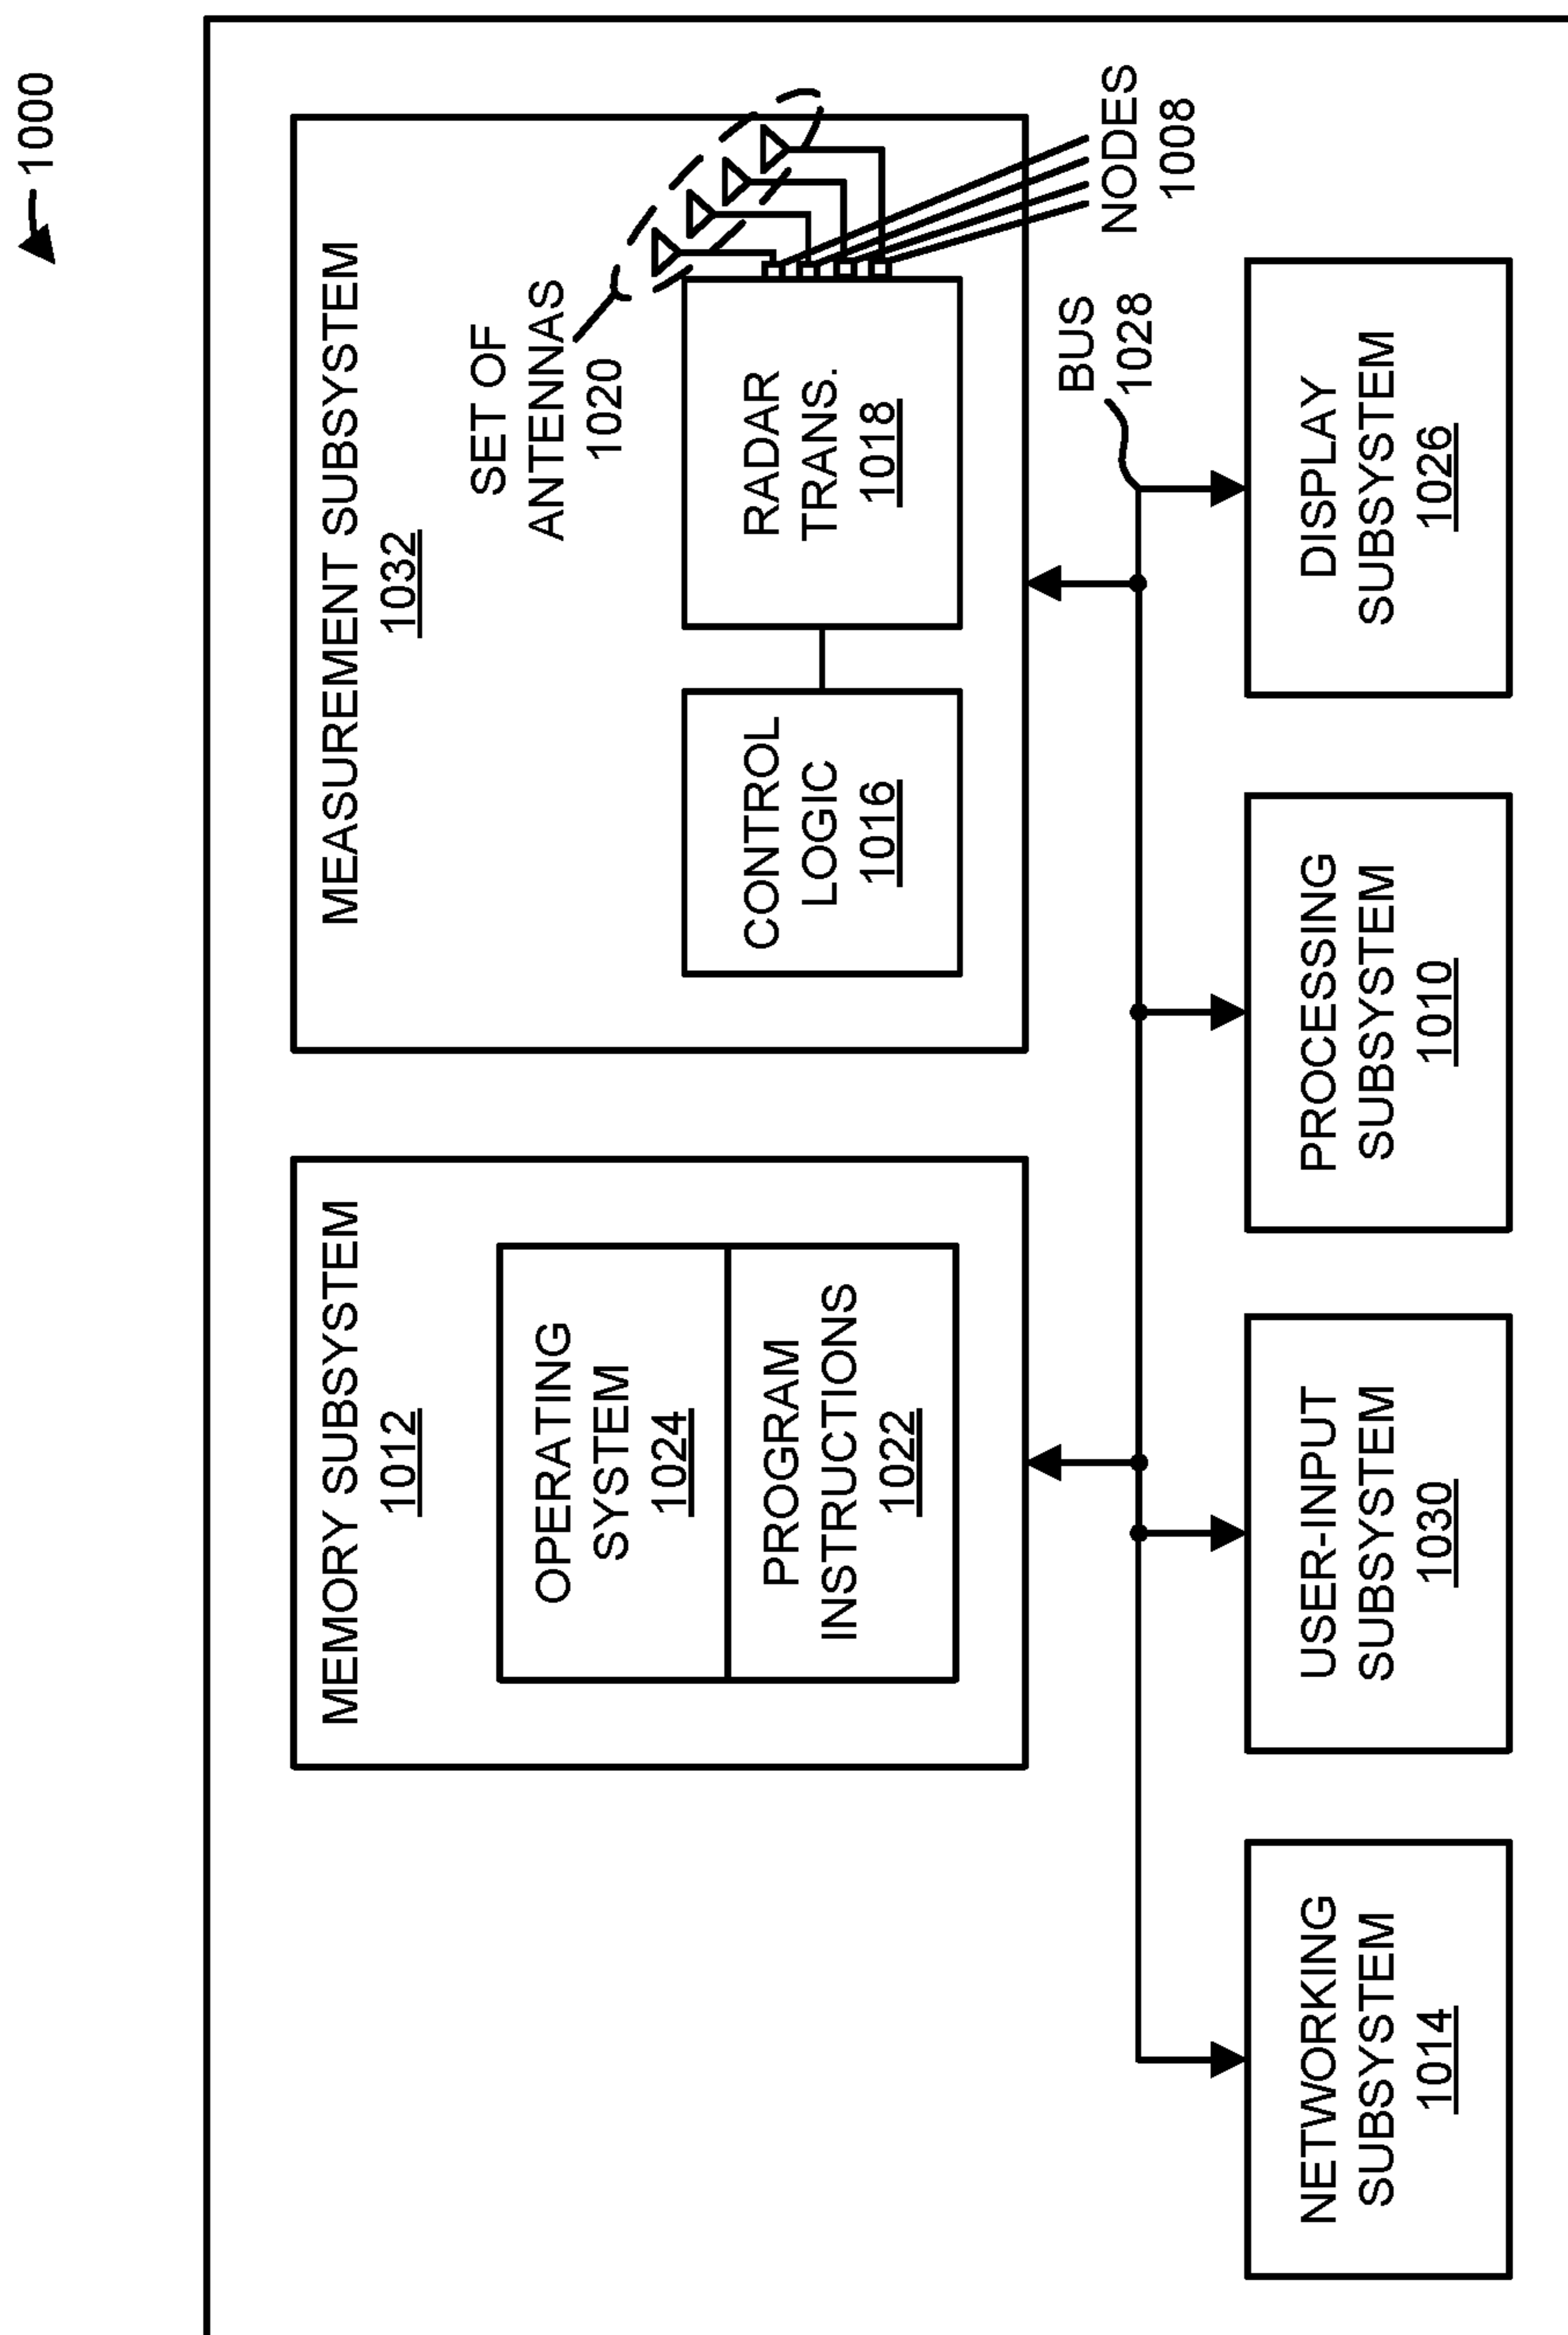 1000
MEMORY SUBSYSTEM
1012
OPERATING
SYSTEM
1024
PROGRAM
INSTRUCTIONS
1022
MEASUREMENT SUBSYSTEM
1032
SET OF
ANTENNAS
1020
CONTROL
LOGIC
1016
RADAR
TRANS.
1018
NODES
1008
BUS
1028
NETWORKING
SUBSYSTEM
1014
USER-INPUT
SUBSYSTEM
1030
PROCESSING
SUBSYSTEM
1010
DISPLAY
SUBSYSTEM
1026